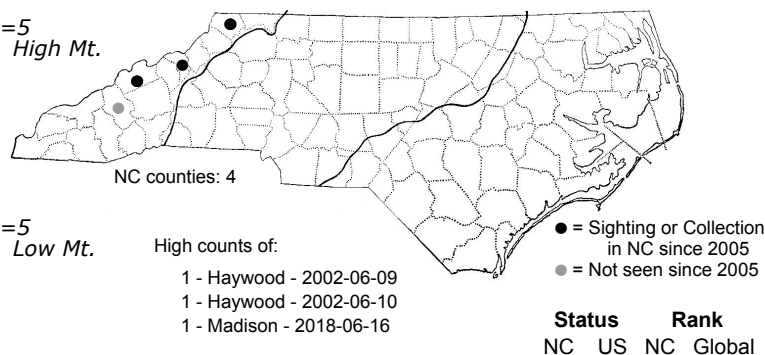 =5
High Mt.
NC counties: 4
=5
Low Mt.
High counts of:
1 - Haywood - 2002-06-09
1 - Haywood - 2002-06-10
1 - Madison - 2018-06-16
● = Sighting or Collection
in NC since 2005
● = Not seen since 2005
Status Rank
NC US NC Global